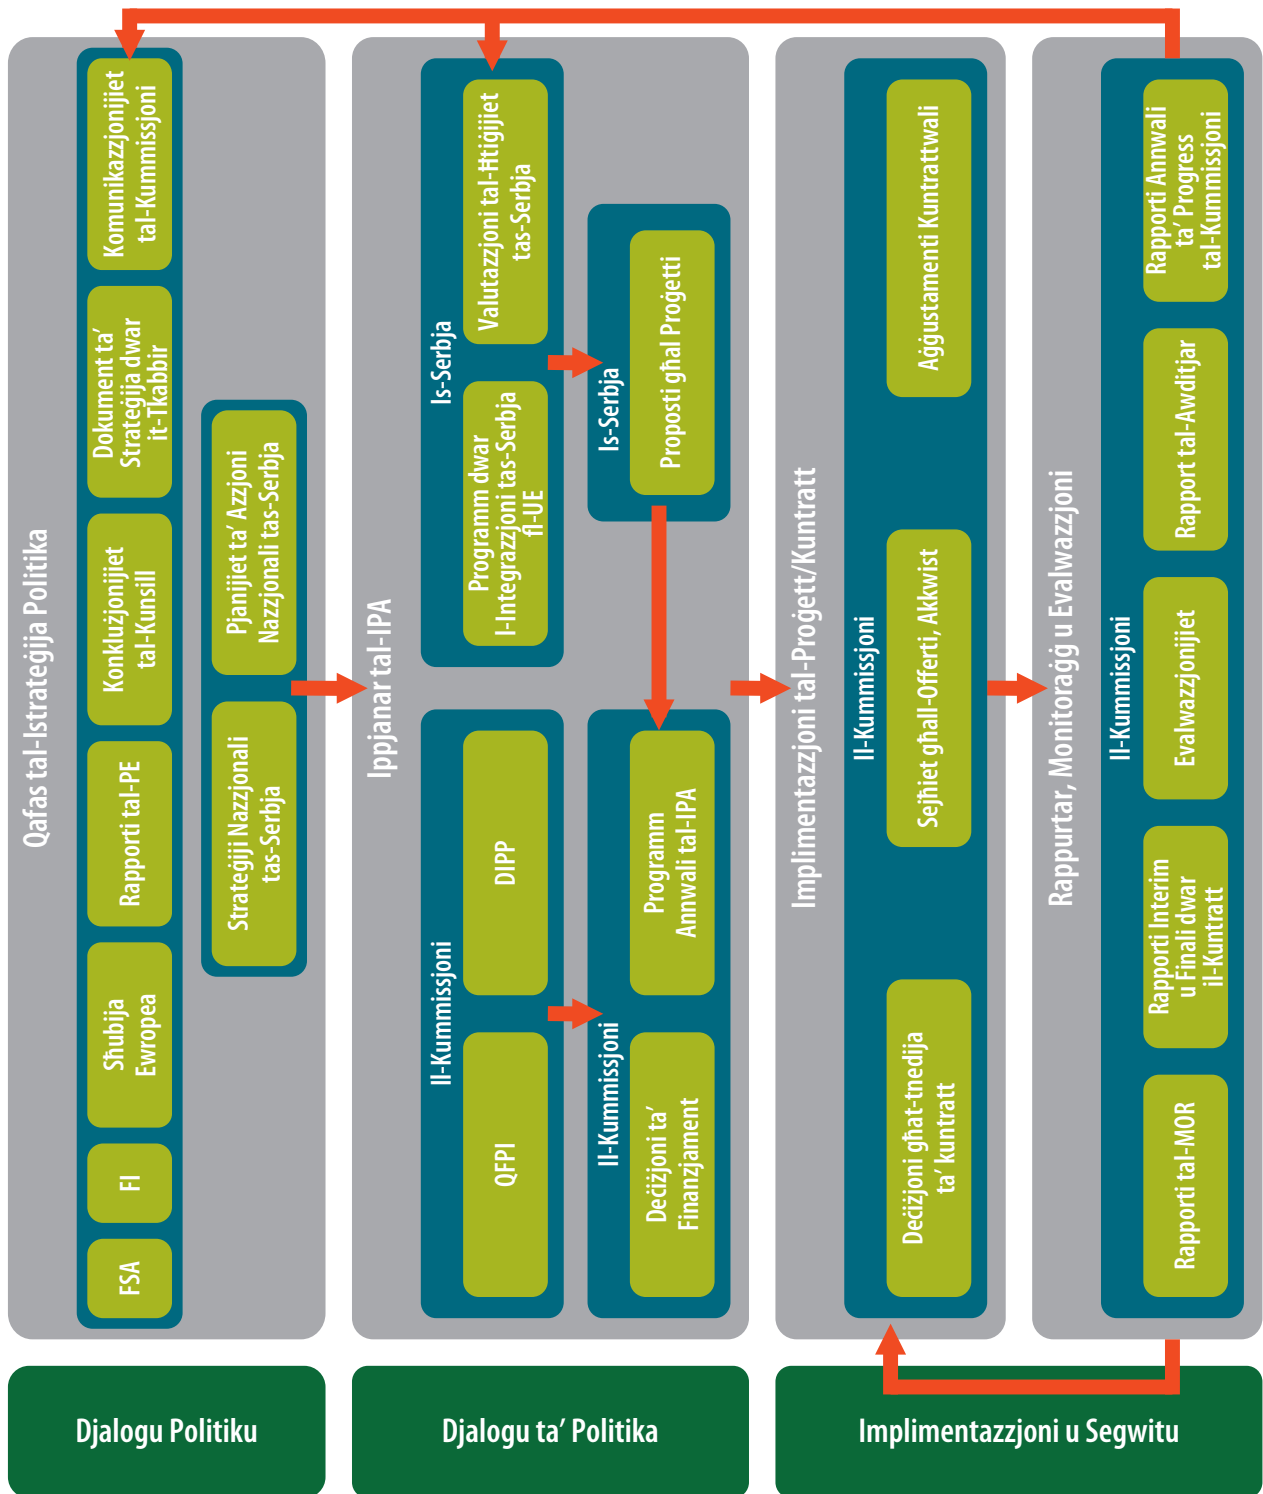 Qafas tal-Istrateġija Politika
FSA
FI
Sħubija
Ewropea
Rapporti tal-PE
Konklużjonijiet
tal-Kunsill
Dokument ta’
Strateġija dwar
it-Tkabbir
Komunikazzjonijiet
tal-Kummissjoni
Strateġiji Nazzjonali
tas-Serbja
Pjanijiet ta’ Azzjoni
Nazzjonali tas-Serbja
Ippjanar tal-IPA
Il-Kummissjoni
QFPI
DIPP
Is-Serbja
Programm dwar
l-Integrazzjoni tas-Serbja
fl-UE
Valutazzjoni tal-Ħtiġijiet
tas-Serbja
Il-Kummissjoni
Deċiżjoni ta’
Finanzjament
Programm
Annwali tal-IPA
Is-Serbja
Proposti għal Proġetti
Implimentazzjoni tal-Proġett/Kuntratt
Il-Kummissjoni
Deċiżjoni għat-tnedija
ta’ kuntratt
Sejħiet għall-Offerti, Akkwist
Aġġustamenti Kuntrattwali
Rappurtar, Monitoraġġ u Evalwazzjoni
Il-Kummissjoni
Rapporti tal-MOR
Rapporti Interim
u Finali dwar
il-Kuntratt
Evalwazzjonijiet
Rapport tal-Awditjar
Rapporti Annwali
ta’ Progress
tal-Kummissjoni
Djalogu Politiku
Djalogu ta’ Politika
Implimentazzjoni u Segwitu